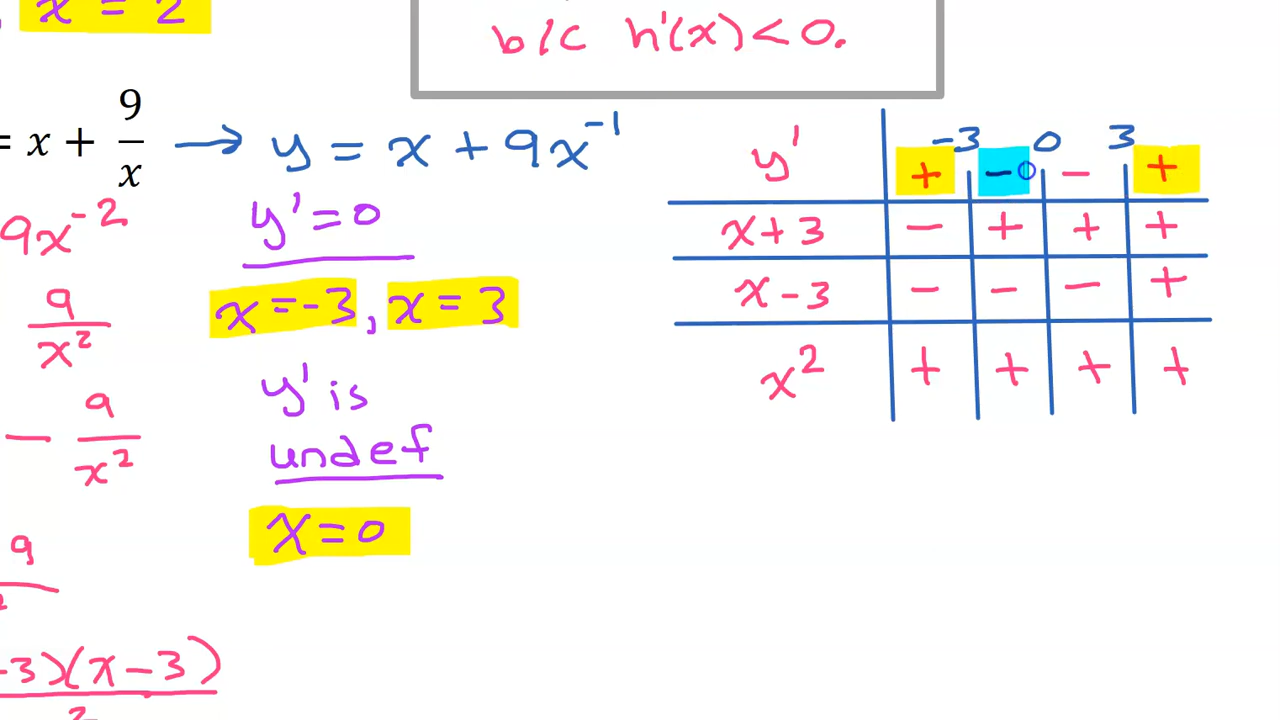 x = 2
b/c h'(x) < 0.
= x + 9/x → y = x + 9x⁻¹
9x⁻²
9/x²
− 9/x²
9
-3)(x-3)
y' = 0
x = -3, x = 3
y' is
undef
x = 0
-3 0 3
y' + - - +
x+3 - + + +
x-3 - - - +
x² + + + +